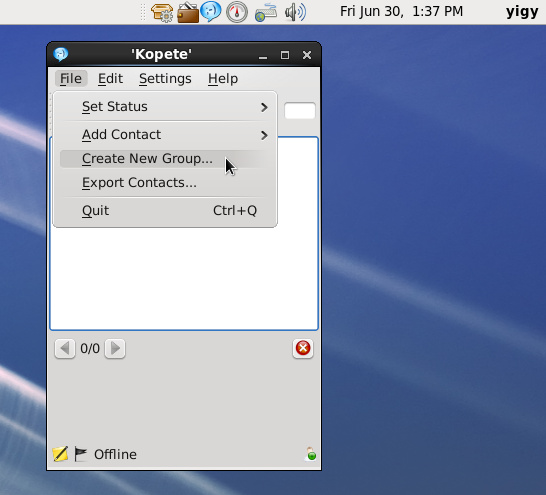 Fri Jun 30, 1:37 PM yigy
'Kopete'
File Edit Settings Help
Set Status
Add Contact
Create New Group...
Export Contacts...
Quit Ctrl+Q
0/0
Offline